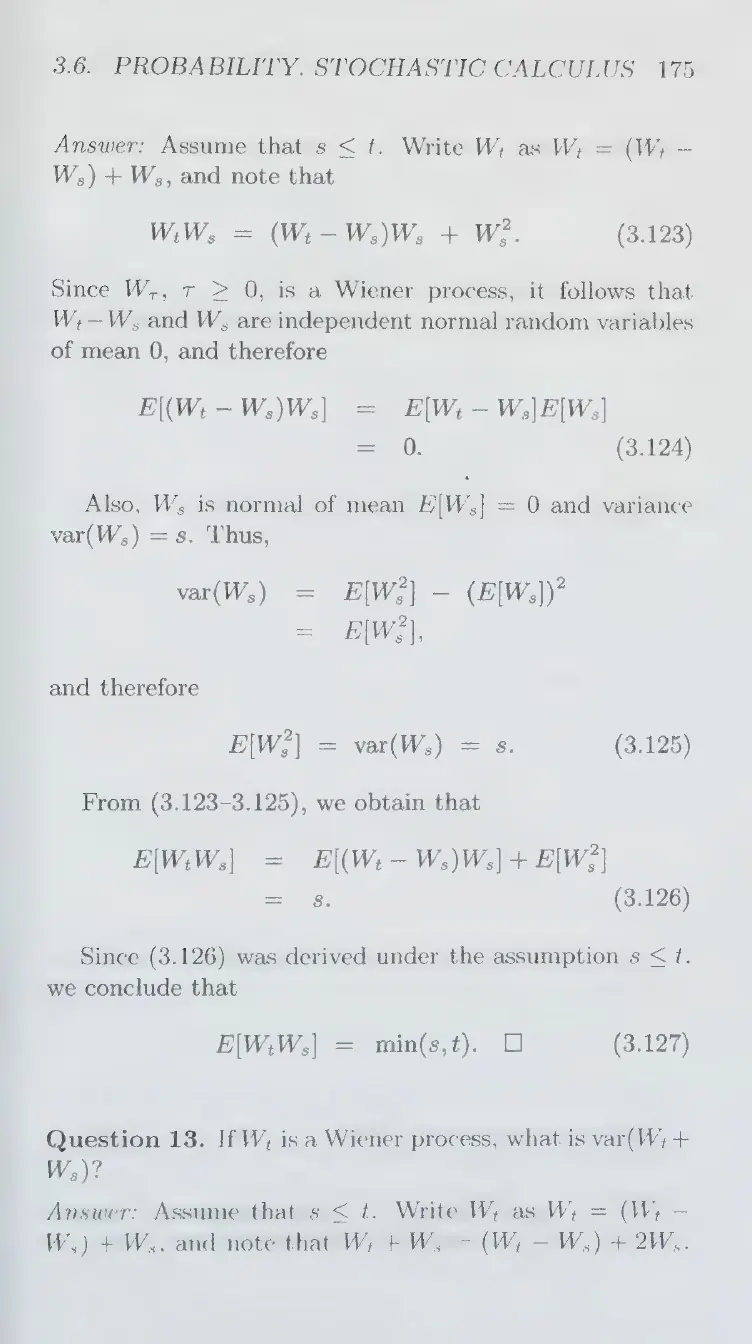 3.6. PROBABILITY. STOCHASTIC CALCULUS 175
Answer: Assume that s ≤ t. Write W_t as W_t = (W_t −
W_s) + W_s, and note that
W_tW_s = (W_t − W_s)W_s + W_s^2. (3.123)
Since W_τ, τ ≥ 0, is a Wiener process, it follows that
W_t − W_s and W_s are independent normal random variables
of mean 0, and therefore
E[(W_t − W_s)W_s] = E[W_t − W_s]E[W_s]
= 0. (3.124)
Also, W_s is normal of mean E[W_s] = 0 and variance
var(W_s) = s. Thus,
var(W_s) = E[W_s^2] − (E[W_s])^2
= E[W_s^2],
and therefore
E[W_s^2] = var(W_s) = s. (3.125)
From (3.123–3.125), we obtain that
E[W_tW_s] = E[(W_t − W_s)W_s] + E[W_s^2]
= s. (3.126)
Since (3.126) was derived under the assumption s ≤ t.
we conclude that
E[W_tW_s] = min(s, t). □ (3.127)
Question 13. If W_t is a Wiener process, what is var(W_t +
W_s)?
Answer: Assume that s ≤ t. Write W_t as W_t = (W_t −
W_s) + W_s, and note that W_t + W_s = (W_t − W_s) + 2W_s.